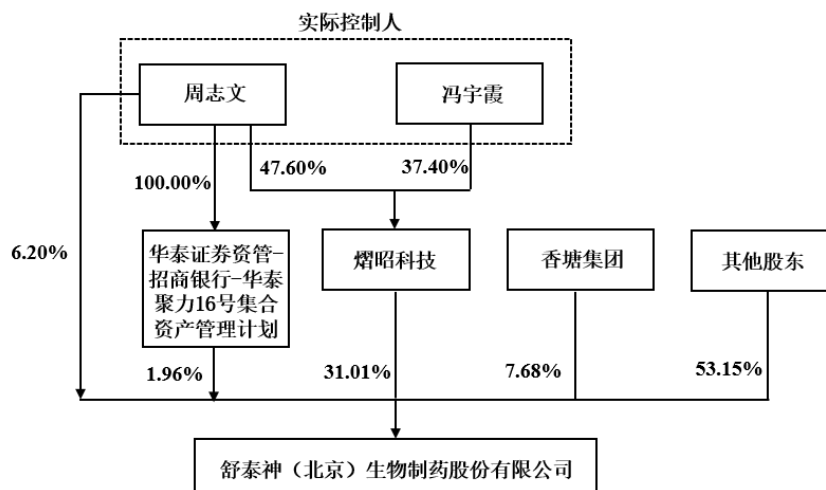 实际控制人
周志文
冯宇霞
47.60%
37.40%
100.00%
6.20%
华泰证券资管-
招商银行-华泰
聚力16号集合
资产管理计划
熠昭科技
香塘集团
其他股东
1.96%
31.01%
7.68%
53.15%
舒泰神（北京）生物制药股份有限公司